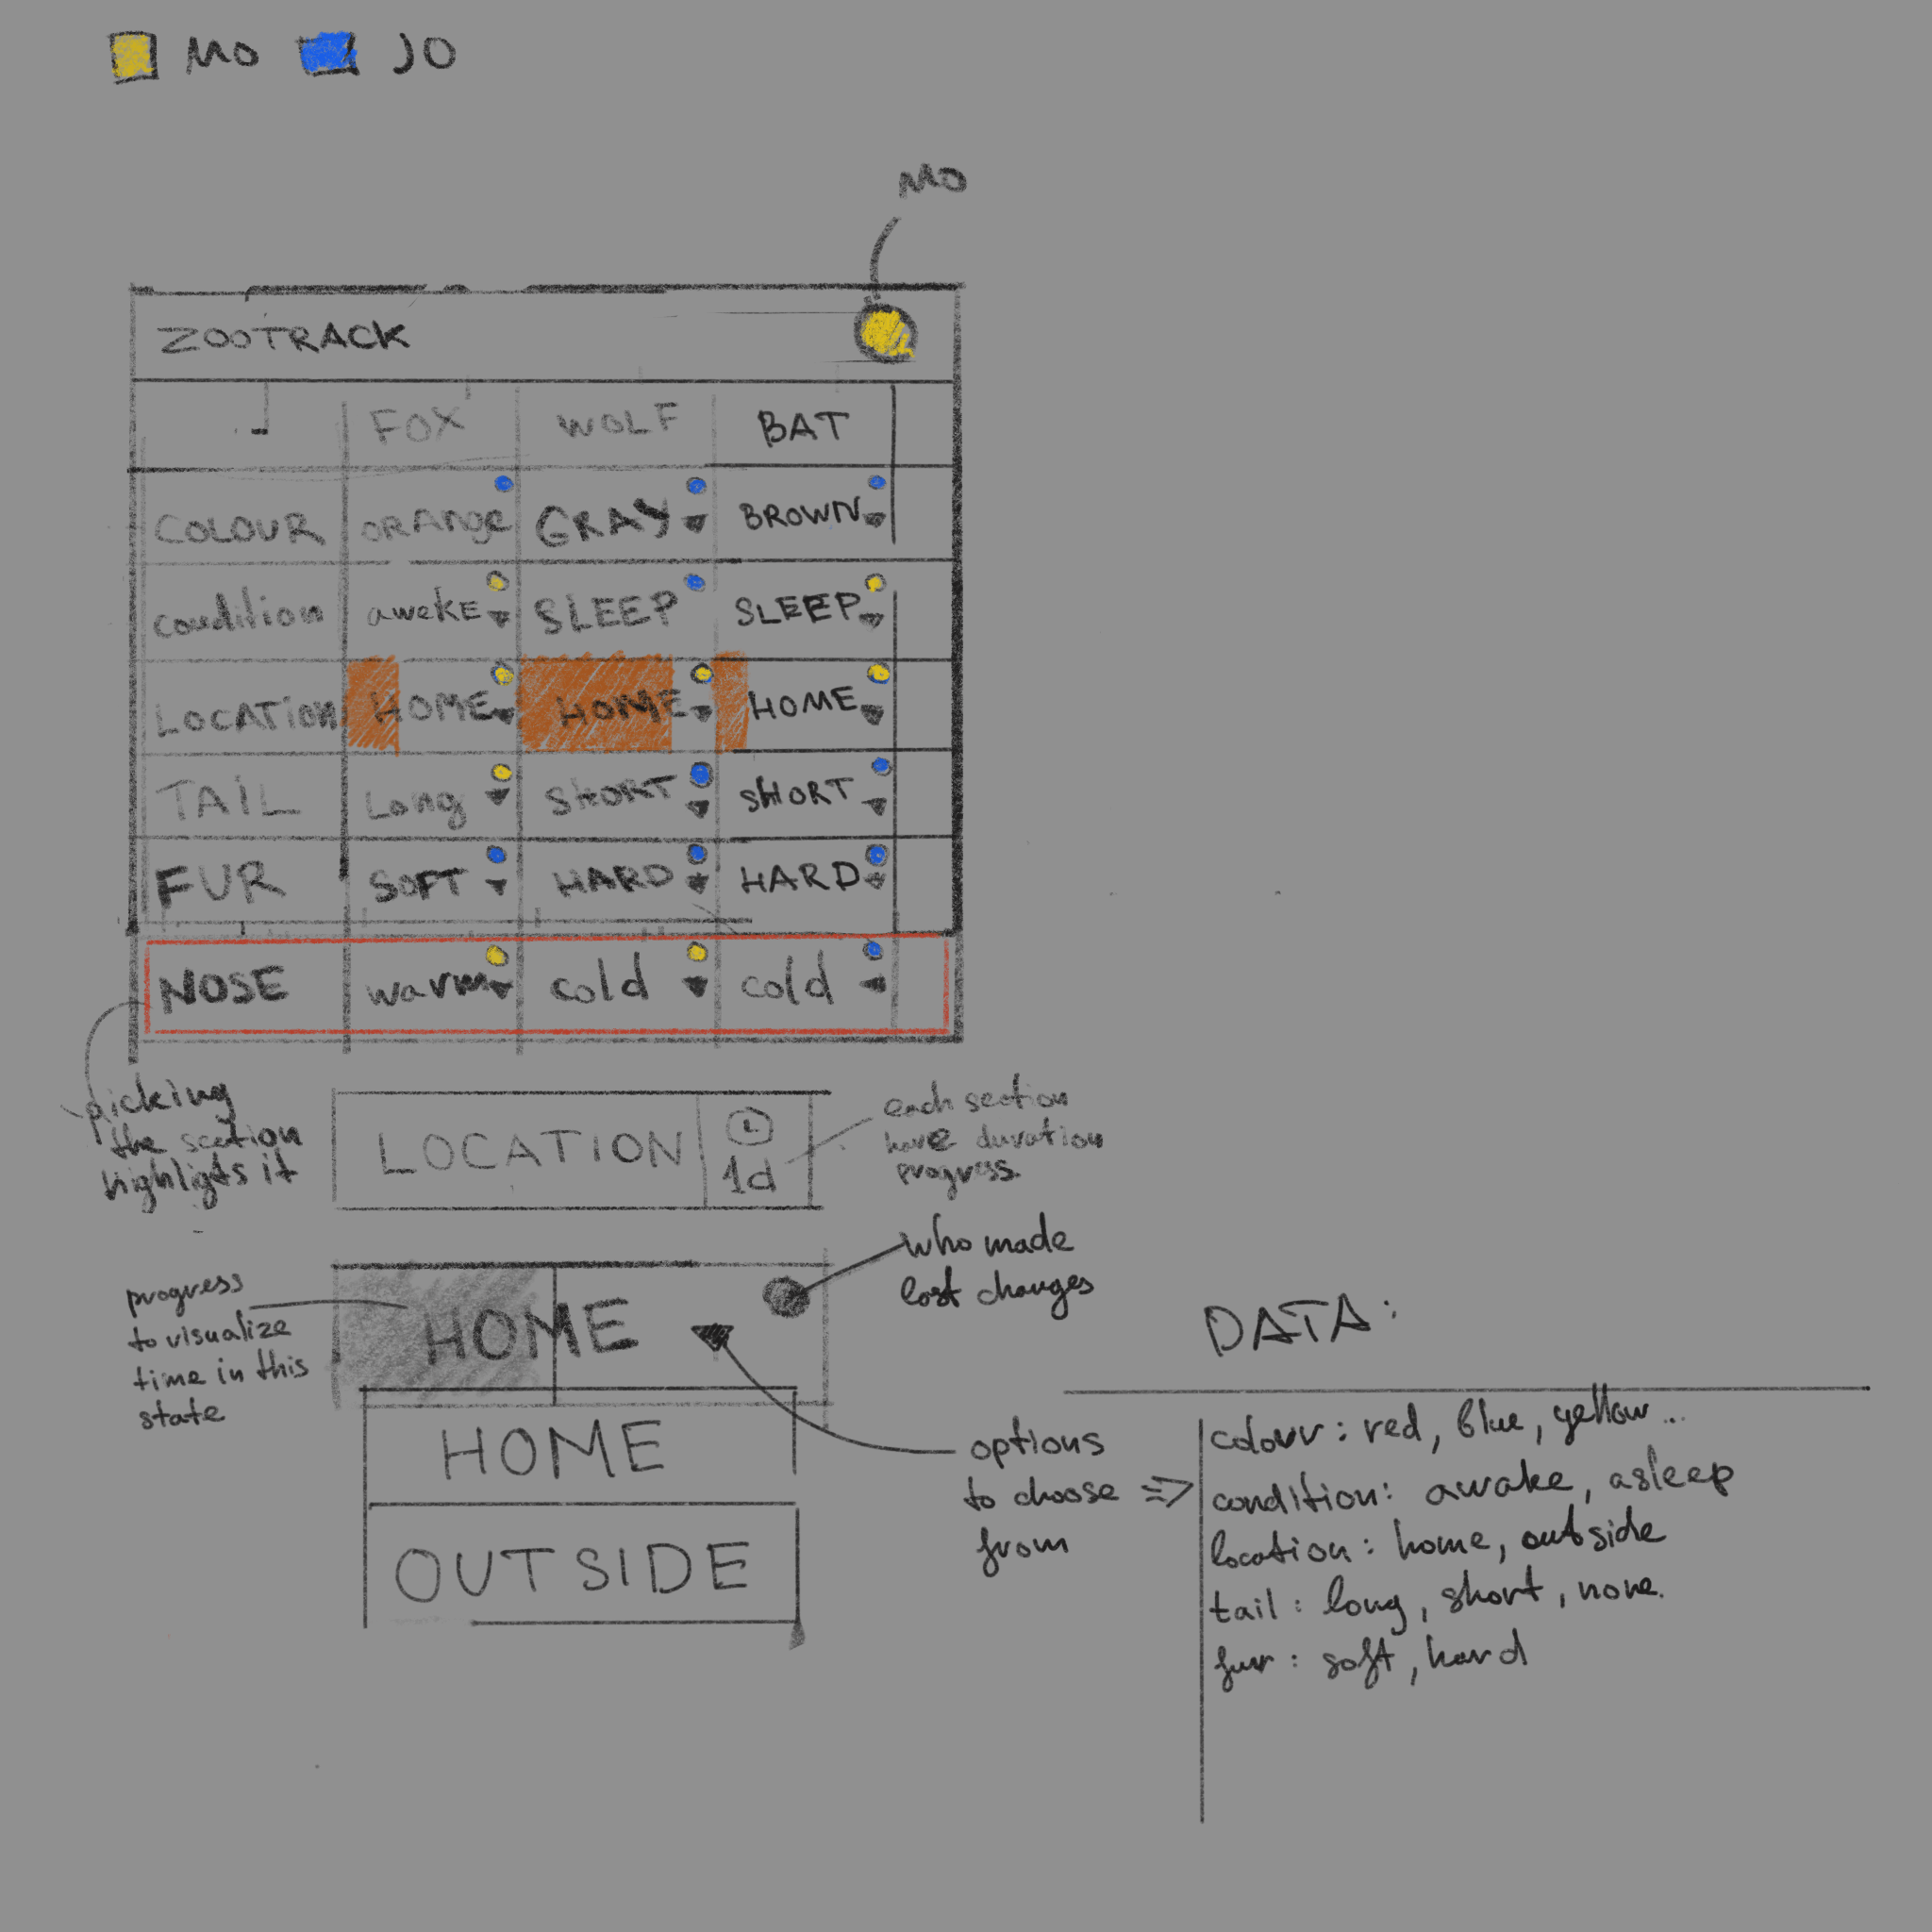 MO JO
MO
ZOOTRACK
FOX WOLF BAT
COLOUR ORANGE GRAY BROWN
condition aweke SLEEP SLEEP
LOCATION HOME HOME HOME
TAIL Long SHORT SHORT
FUR SOFT HARD HARD
NOSE warm cold cold
picking
the section
highlights it
LOCATION
1d
each section
have duration
progress
progress
to visualize
time in this
state
HOME
who made
last changes
HOME
OUTSIDE
options
to choose
from
DATA:
colour: red, blue, yellow...
condition: awake, asleep
location: home, outside
tail: long, short, none.
fur: soft, hard